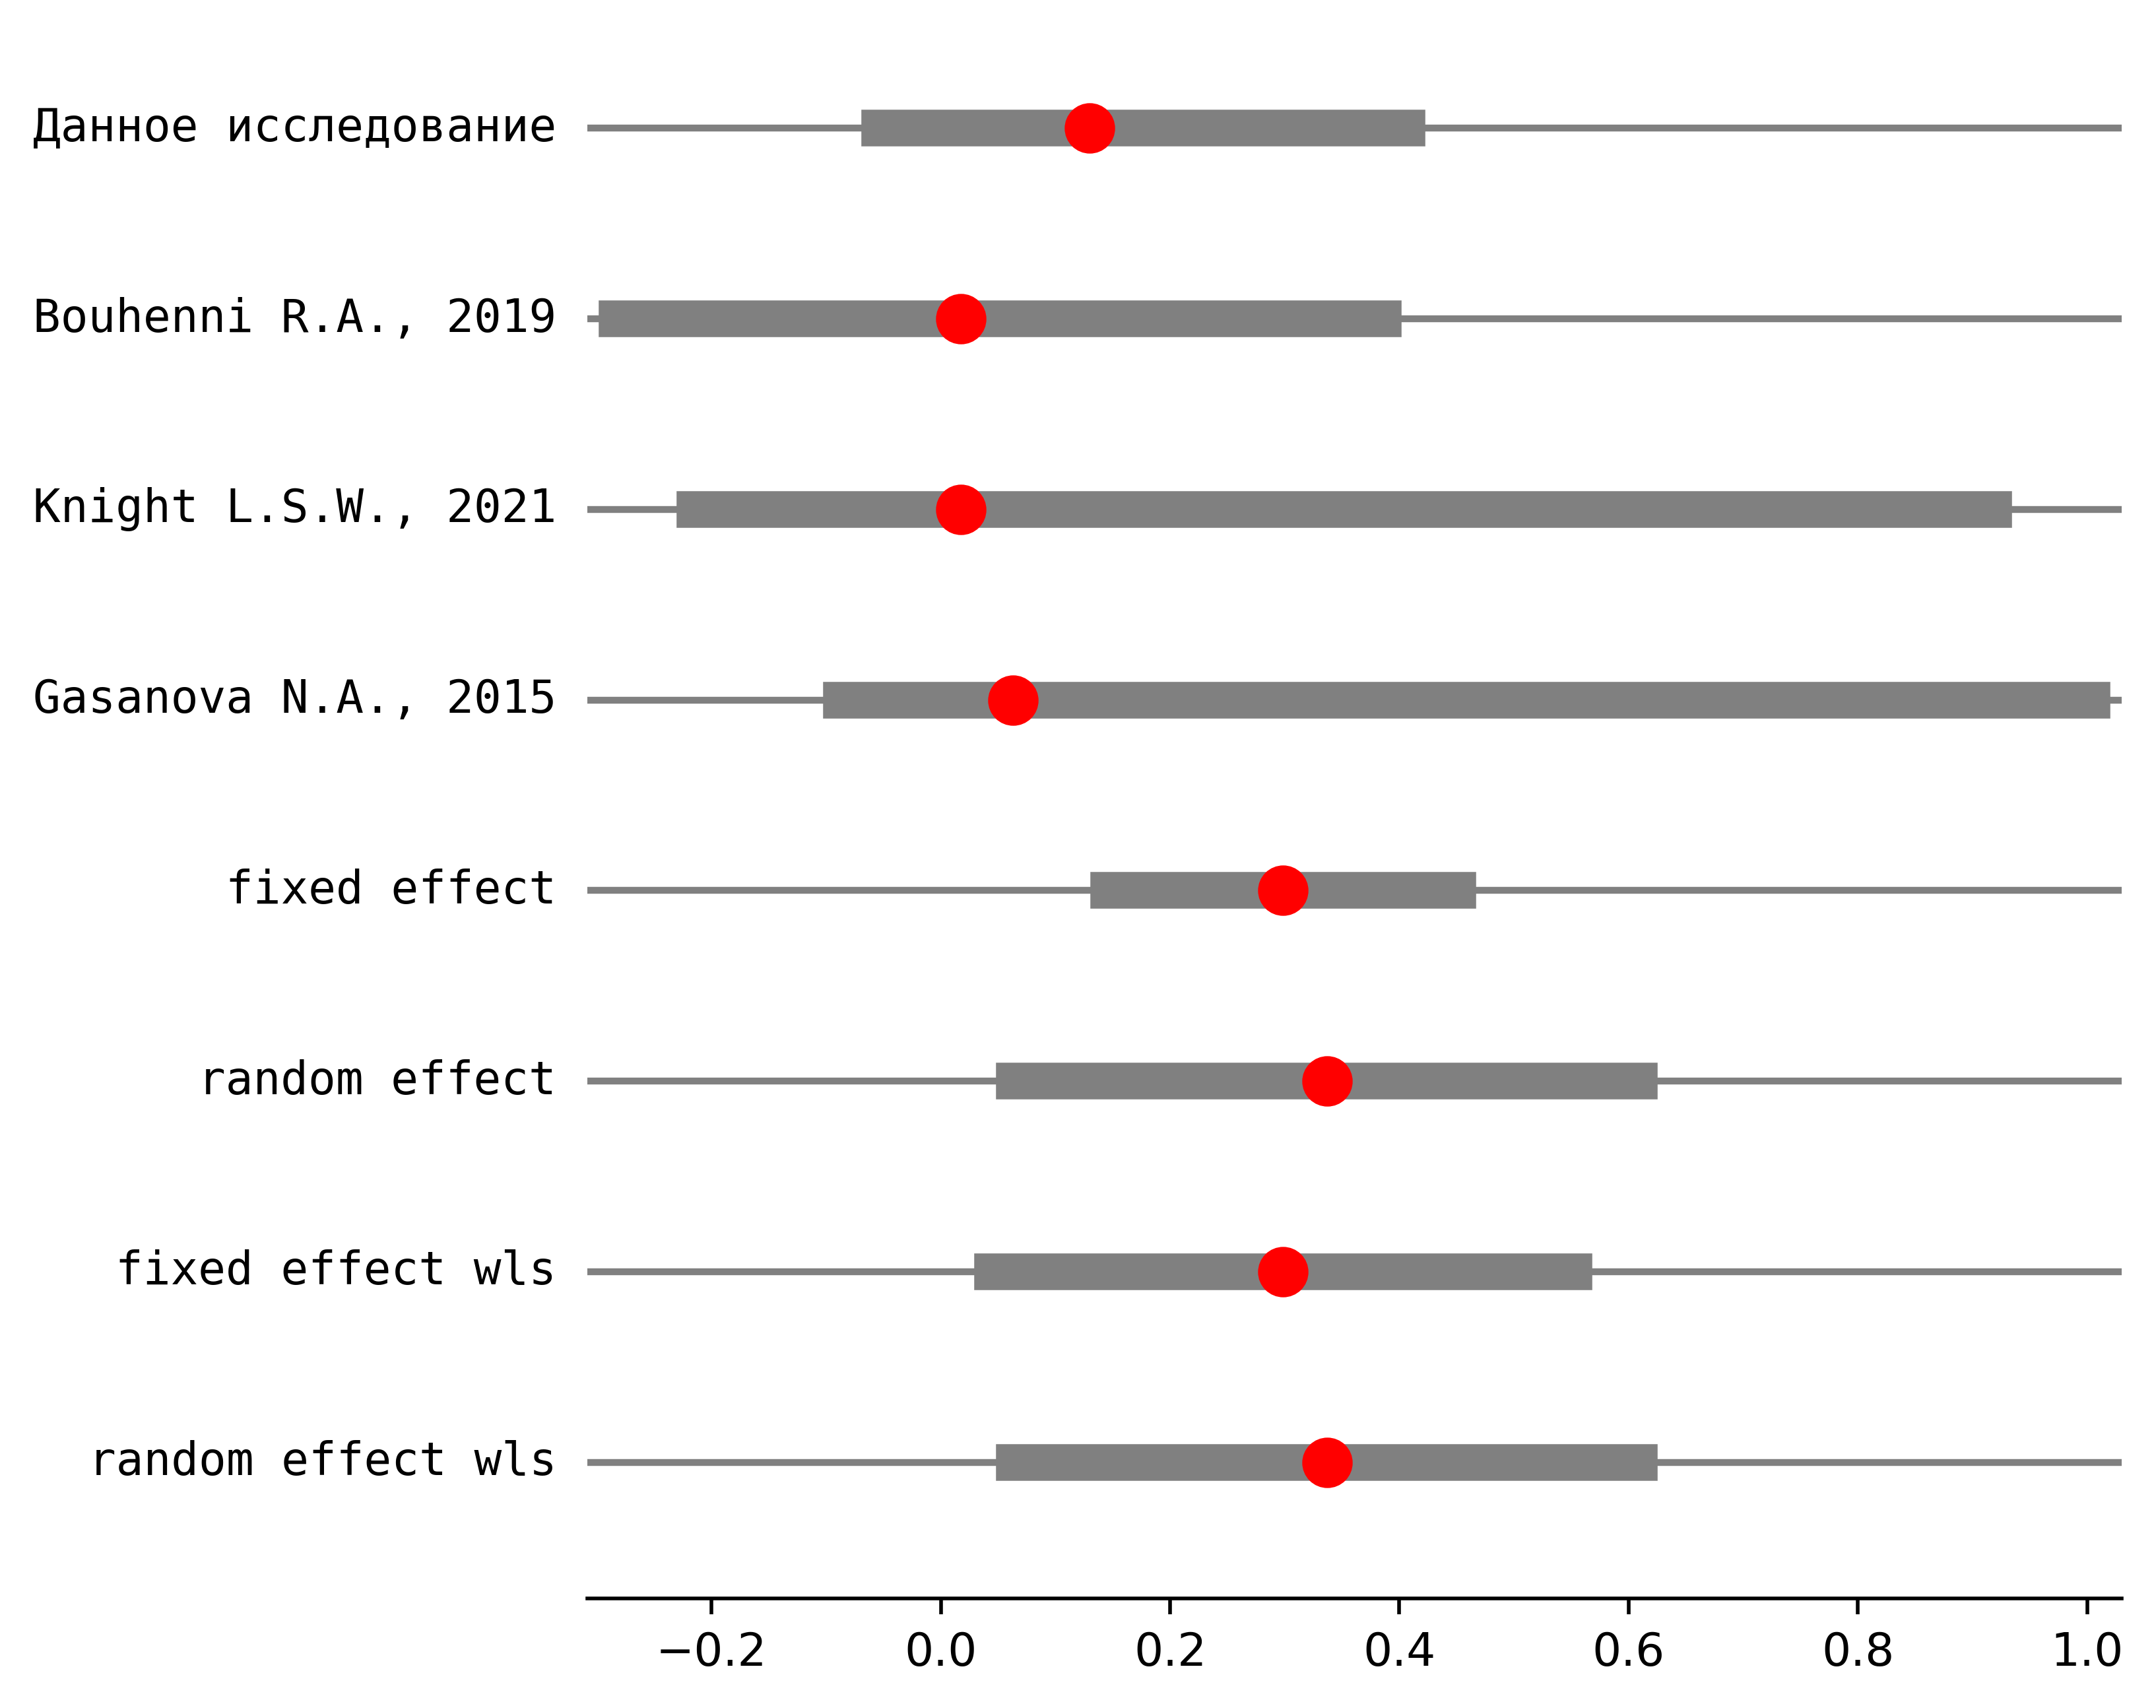 Данное исследование
Bouhenni R.A., 2019
Knight L.S.W., 2021
Gasanova N.A., 2015
fixed effect
random effect
fixed effect wls
random effect wls
−0.2 0.0 0.2 0.4 0.6 0.8 1.0